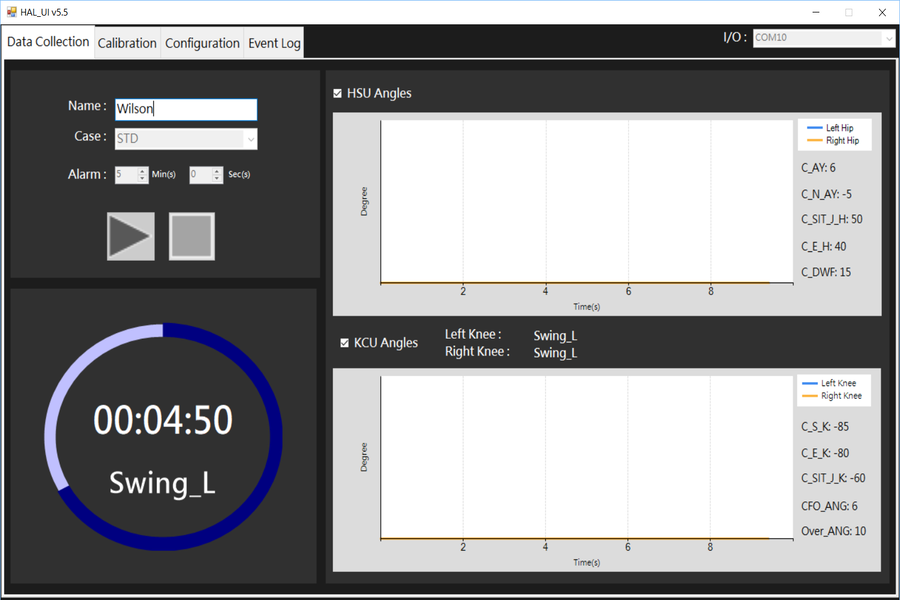 HAL_UI v5.5
Data Collection Calibration Configuration Event Log
I/O : COM10
Name : Wilson
Case : STD
Alarm : 5 Min(s) 0 Sec(s)
00:04:50
Swing_L
HSU Angles
Degree
2 4 6 8
Time(s)
Left Hip
Right Hip
C_AY: 6
C_N_AY: -5
C_SIT_J_H: 50
C_E_H: 40
C_DWF: 15
KCU Angles
Left Knee : Swing_L
Right Knee : Swing_L
Degree
2 4 6 8
Time(s)
Left Knee
Right Knee
C_S_K: -85
C_E_K: -80
C_SIT_J_K: -60
CFO_ANG: 6
Over_ANG: 10